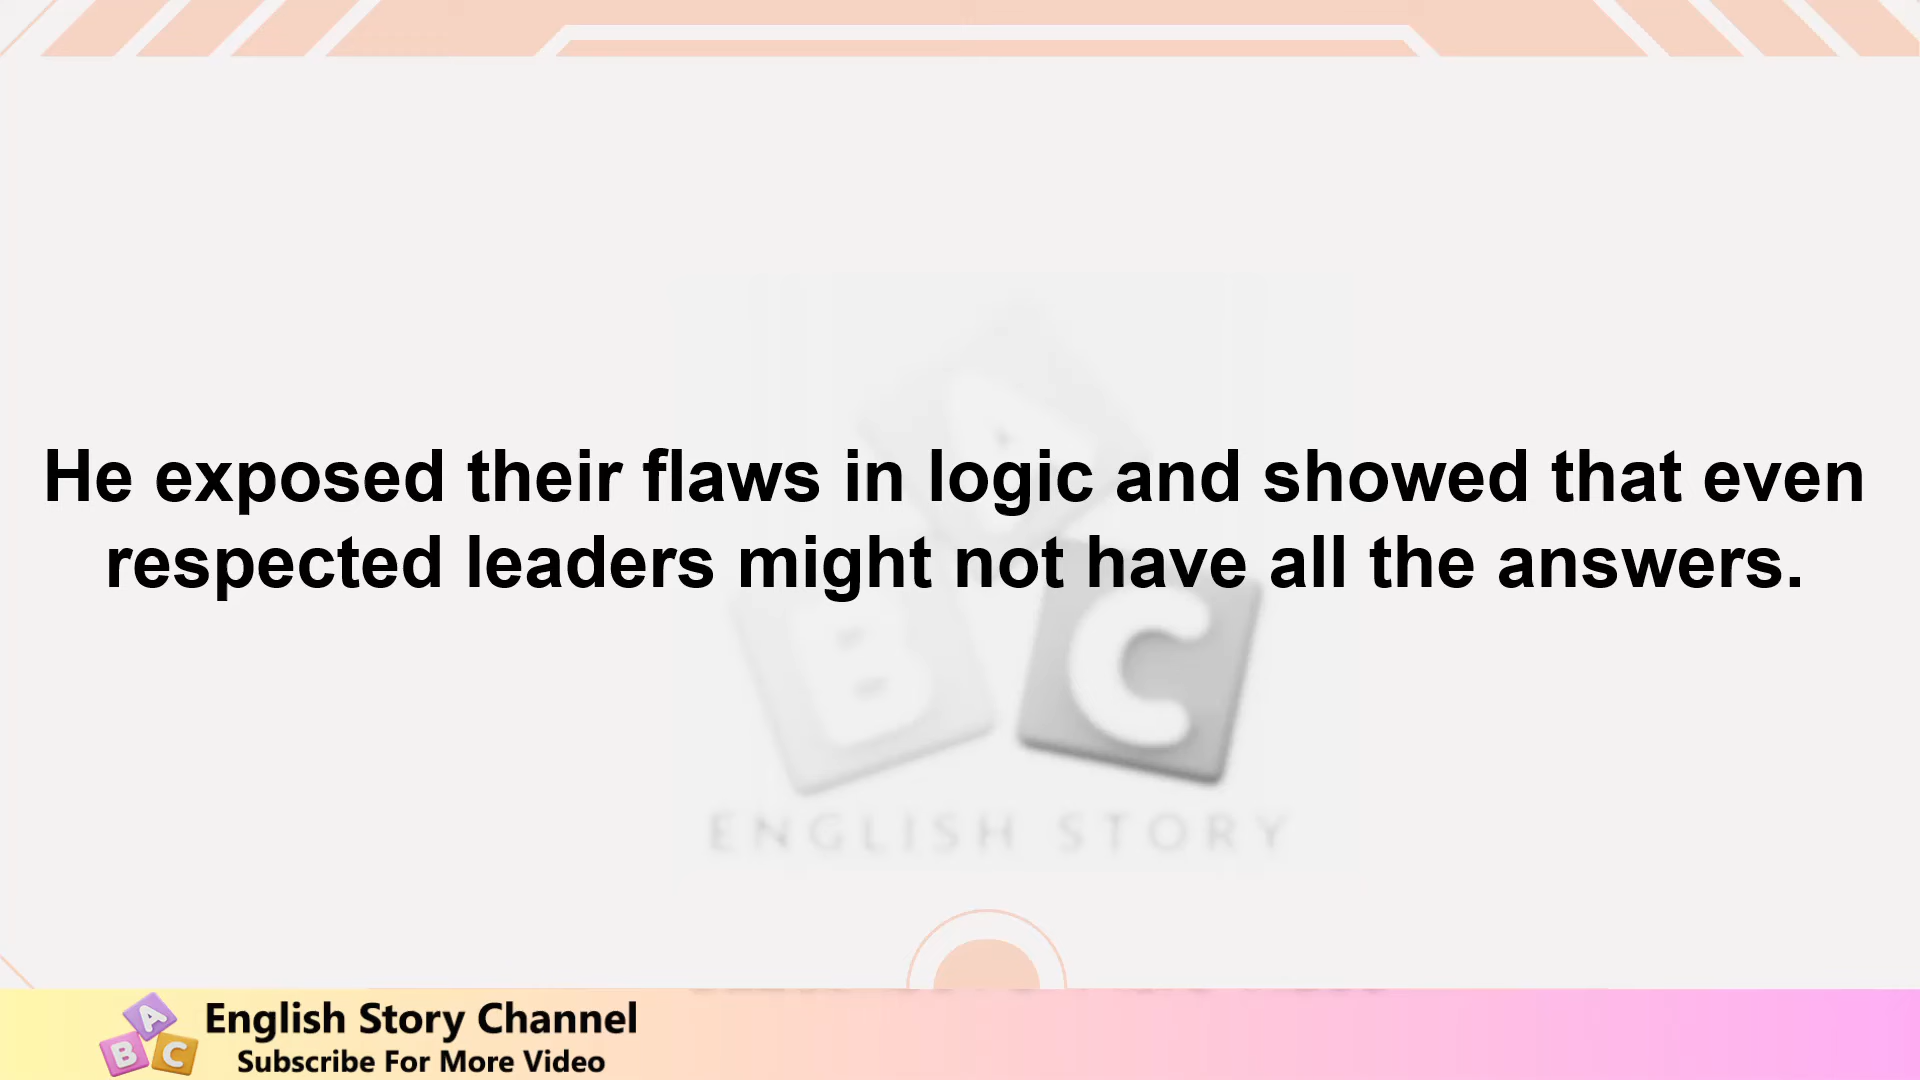 He exposed their flaws in logic and showed that even
respected leaders might not have all the answers.
A
B
C
ENGLISH STORY
A
B
C
English Story Channel
Subscribe For More Video